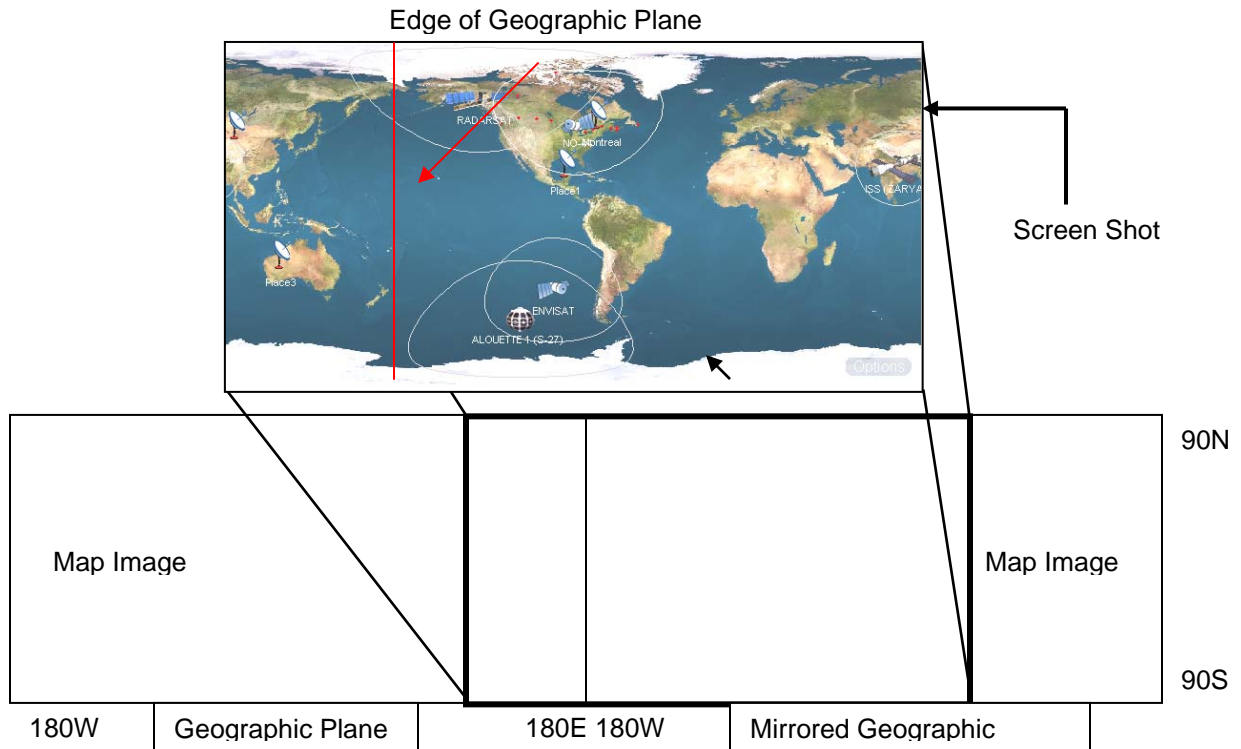 Edge of Geographic Plane
RADARSAT
NO-Montreal
Place1
ISS (ZARYA
Screen Shot
Place3
ENVISAT
ALOUETTE 1 (S-27)
Options
90N
Map Image
Map Image
90S
180W
Geographic Plane
180E 180W
Mirrored Geographic